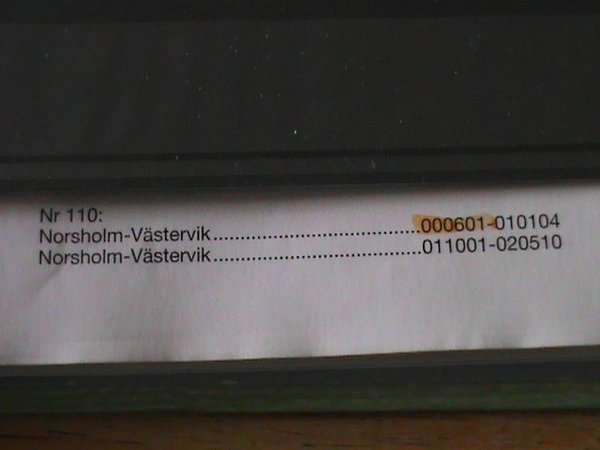 Nr 110:
Norsholm-Västervik....................................000601-010104
Norsholm-Västervik....................................011001-020510